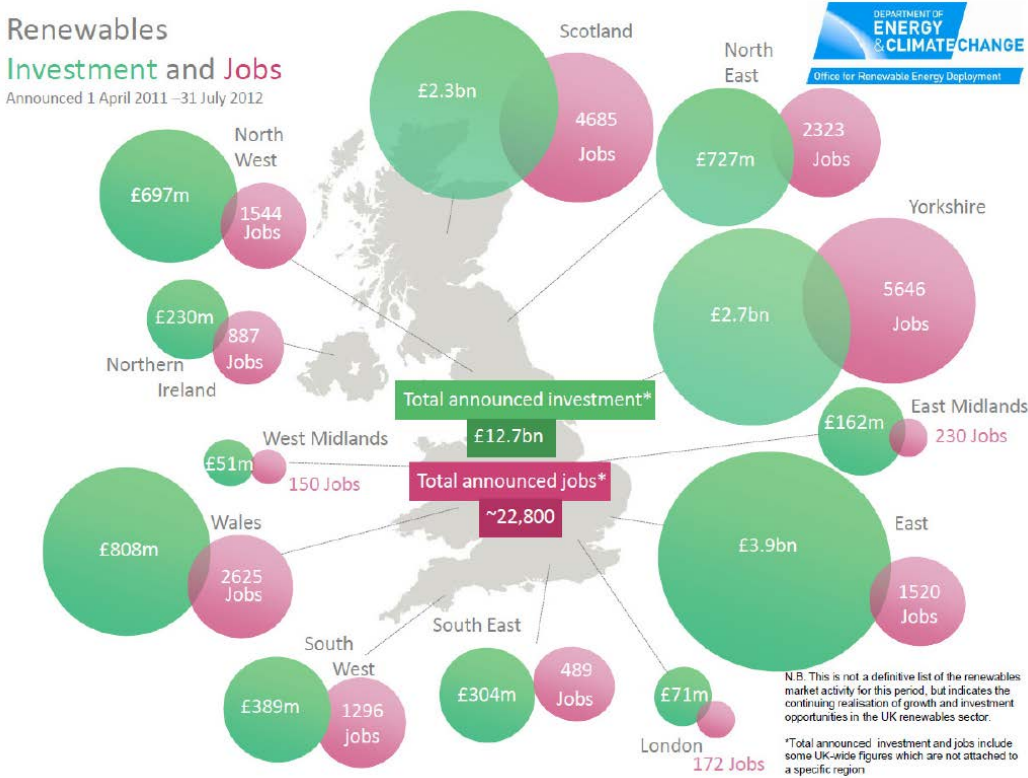 Renewables
Investment and Jobs
Announced 1 April 2011 –31 July 2012
DEPARTMENT OF
ENERGY
& CLIMATE CHANGE
Office for Renewable Energy Deployment
Scotland
£2.3bn
4685
Jobs
North
East
£727m
2323
Jobs
North
West
£697m
1544
Jobs
Yorkshire
£2.7bn
5646
Jobs
£230m
887
Jobs
Northern
Ireland
Total announced investment*
£12.7bn
Total announced jobs*
~22,800
East Midlands
£162m
230 Jobs
West Midlands
£51m
150 Jobs
Wales
£808m
2625
Jobs
East
£3.9bn
1520
Jobs
South
West
£389m
1296
jobs
South East
£304m
489
Jobs
£71m
London
172 Jobs
N.B. This is not a definitive list of the renewables
market activity for this period, but indicates the
continuing realisation of growth and investment
opportunities in the UK renewables sector.
*Total announced investment and jobs include
some UK-wide figures which are not attached to
a specific region